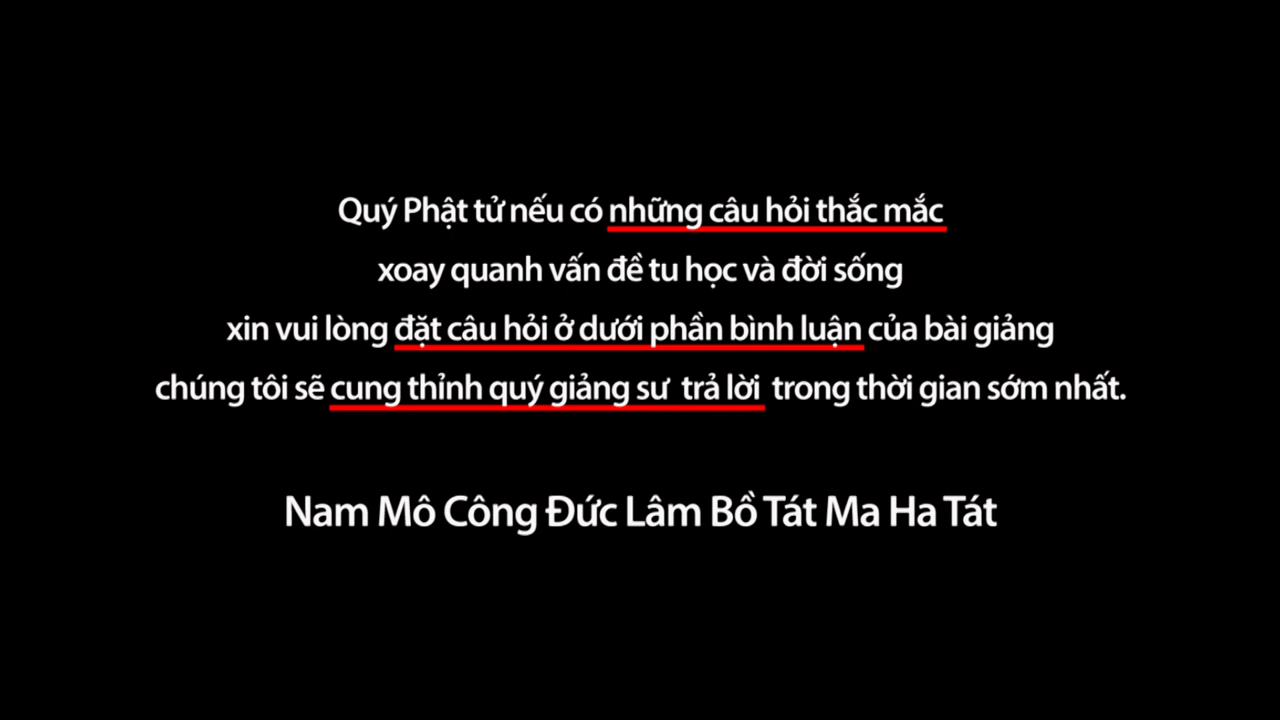 Quý Phật tử nếu có những câu hỏi thắc mắc
xoay quanh vấn đề tu học và đời sống
xin vui lòng đặt câu hỏi ở dưới phần bình luận của bài giảng
chúng tôi sẽ cung thỉnh quý giảng sư trả lời trong thời gian sớm nhất.
Nam Mô Công Đức Lâm Bồ Tát Ma Ha Tát